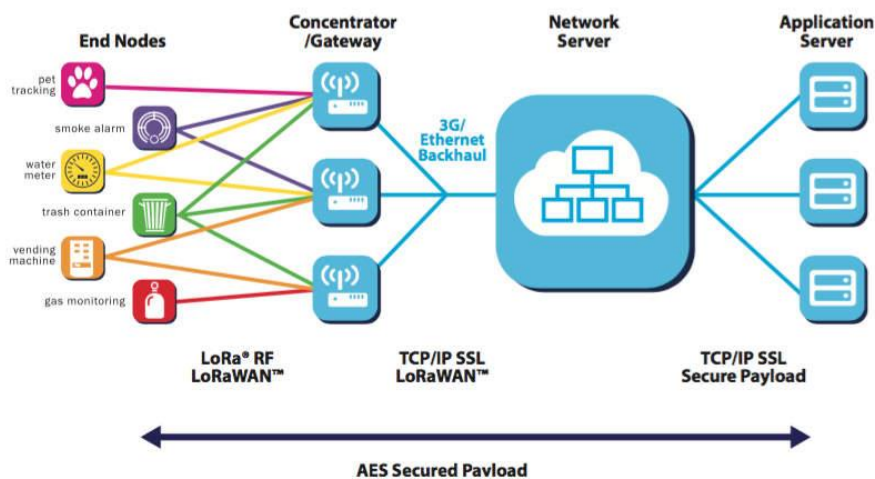 End Nodes
Concentrator
/Gateway
Network
Server
Application
Server
pet
tracking
smoke alarm
water
meter
trash container
vending
machine
gas monitoring
3G/
Ethernet
Backhaul
LoRa® RF
LoRaWAN™
TCP/IP SSL
LoRaWAN™
TCP/IP SSL
Secure Payload
AES Secured Payload